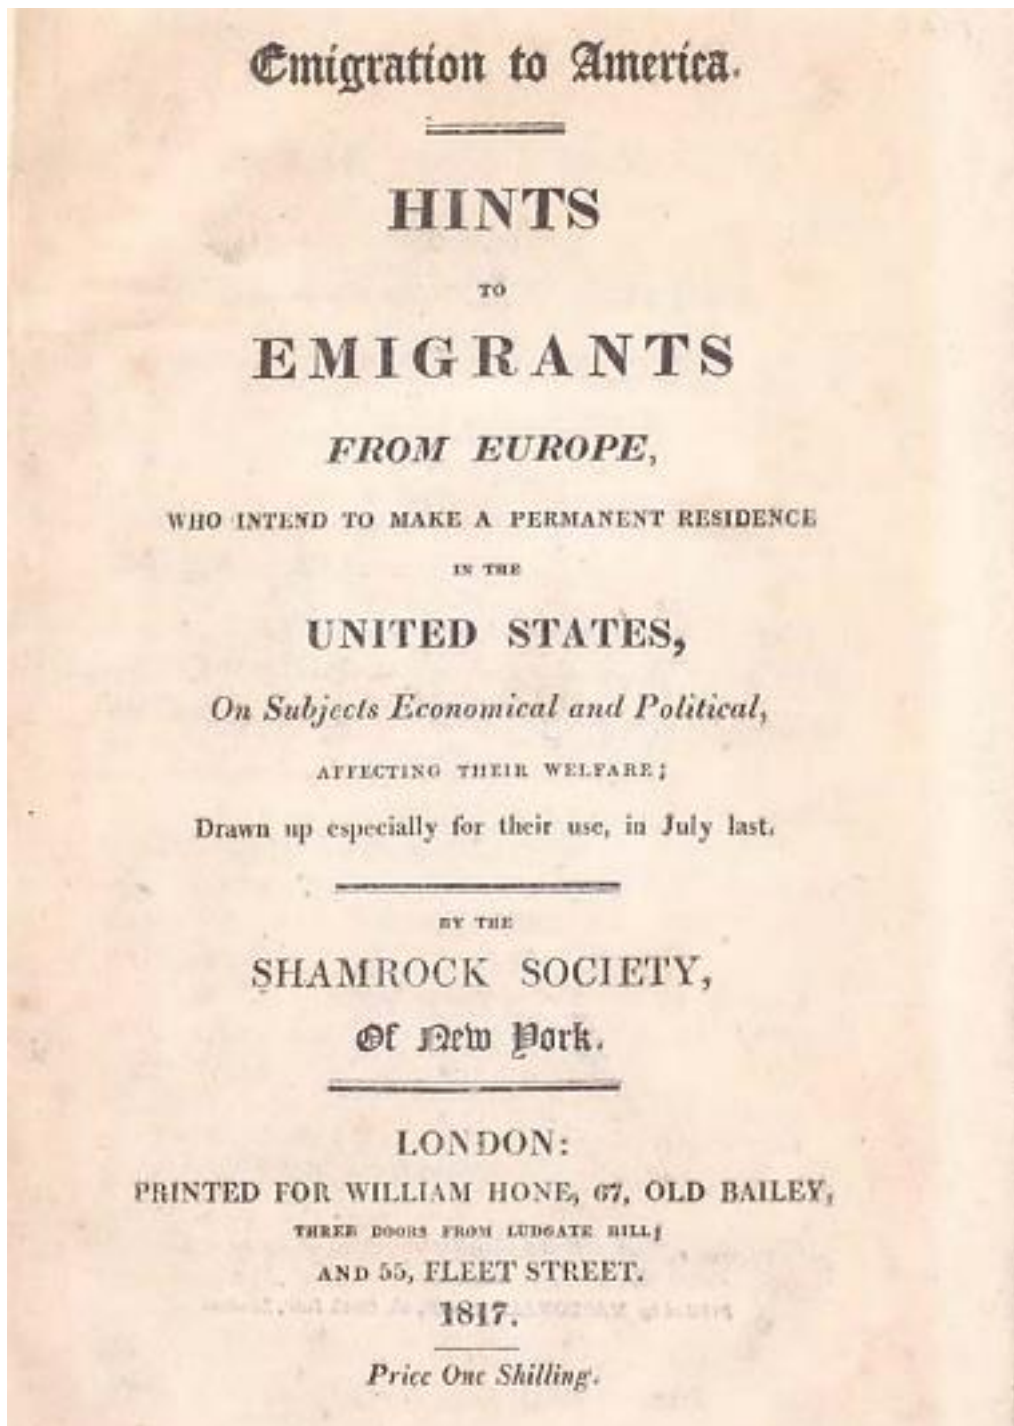 Emigration to America.
HINTS
TO
EMIGRANTS
FROM EUROPE,
WHO INTEND TO MAKE A PERMANENT RESIDENCE
IN THE
UNITED STATES,
On Subjects Economical and Political,
AFFECTING THEIR WELFARE;
Drawn up especially for their use, in July last.
BY THE
SHAMROCK SOCIETY,
Of New York.
LONDON:
PRINTED FOR WILLIAM HONE, 67, OLD BAILEY,
THREE DOORS FROM LUDGATE HILL;
AND 55, FLEET STREET.
1817.
Price One Shilling.